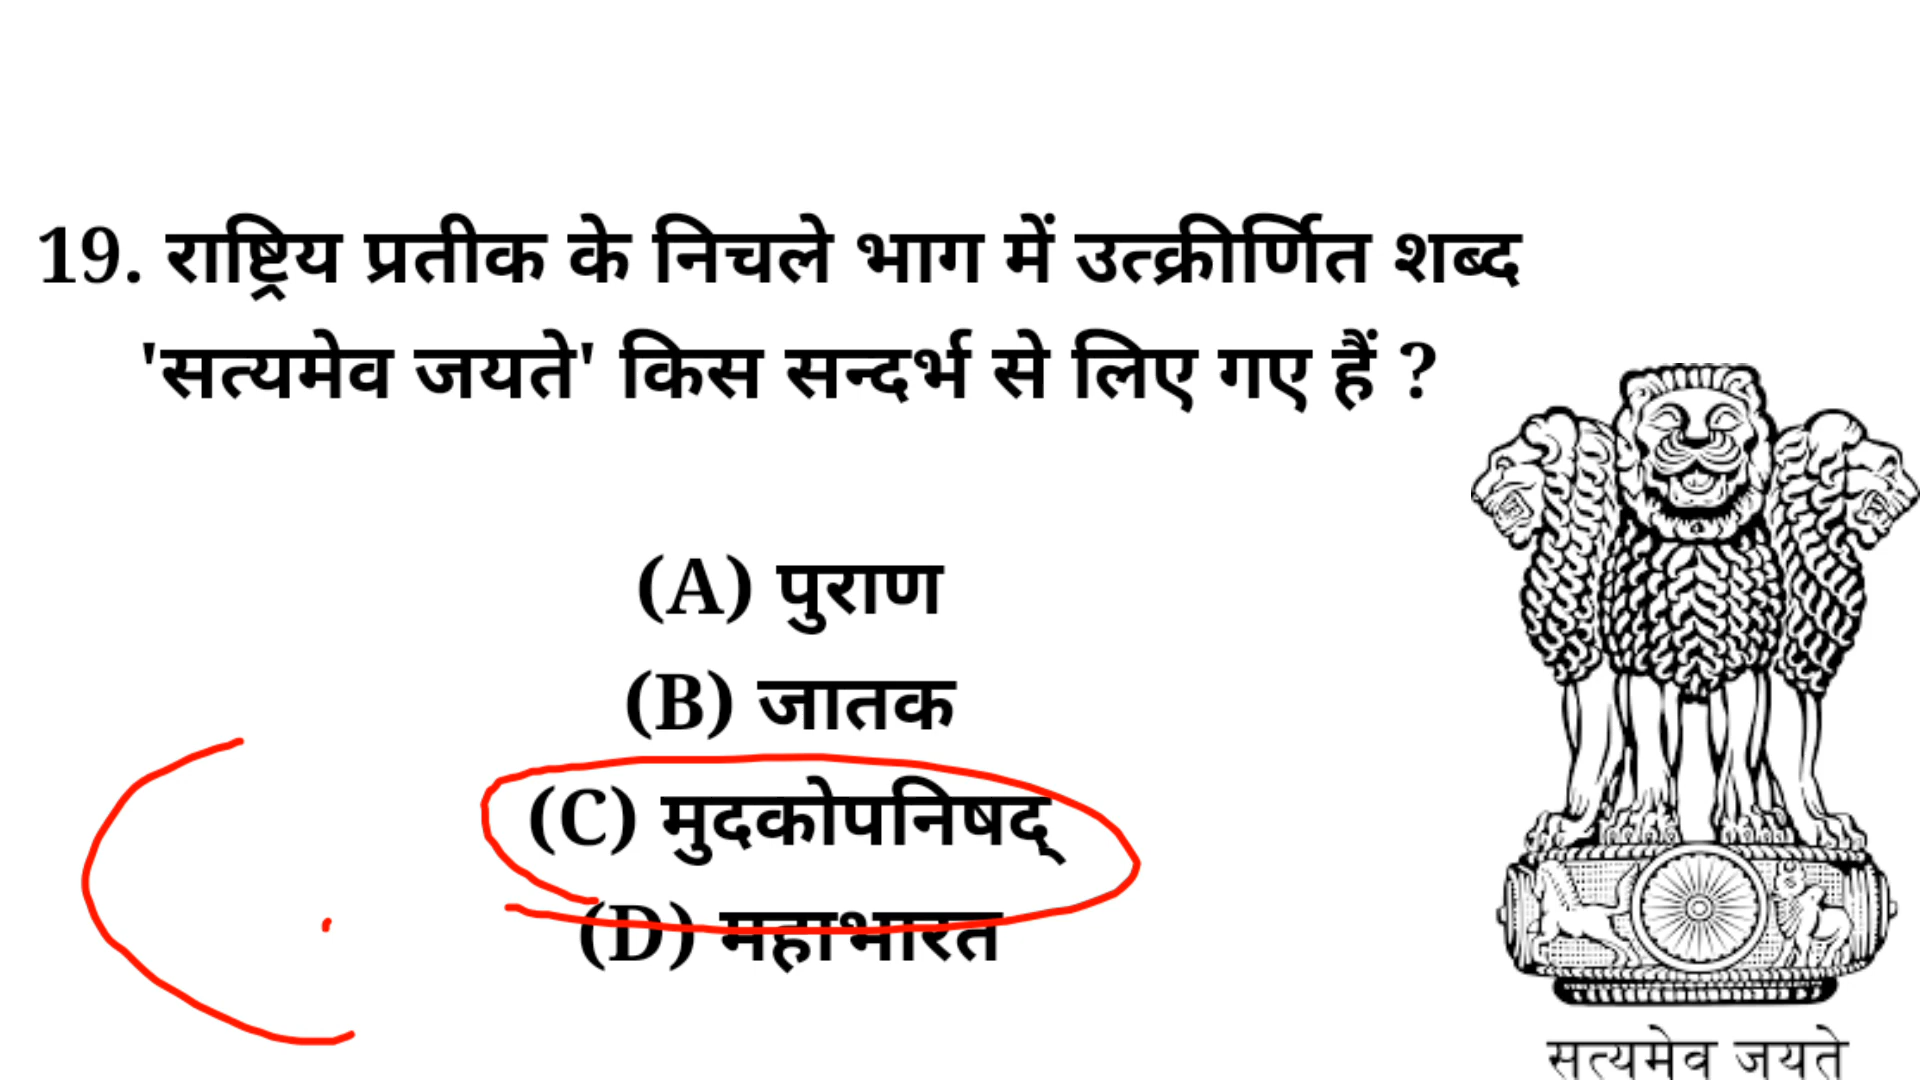 19. राष्ट्रिय प्रतीक के निचले भाग में उत्क्रीर्णित शब्द
'सत्यमेव जयते' किस सन्दर्भ से लिए गए हैं ?
(A) पुराण
(B) जातक
(C) मुदकोपनिषद्
(D) महाभारत
सत्यमेव जयते